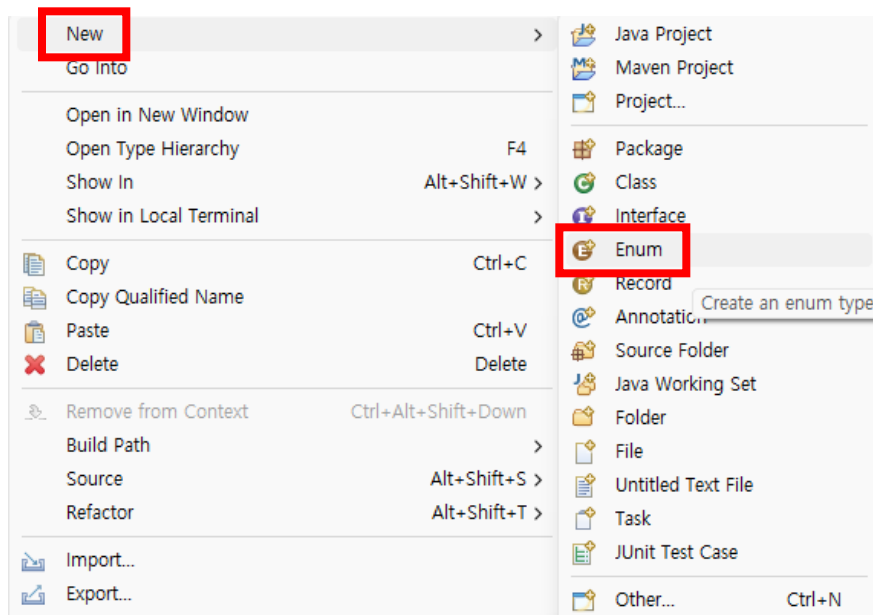 New >
Go Into
Open in New Window
Open Type Hierarchy F4
Show In Alt+Shift+W >
Show in Local Terminal >
Copy Ctrl+C
Copy Qualified Name
Paste Ctrl+V
Delete Delete
Remove from Context Ctrl+Alt+Shift+Down
Build Path >
Source Alt+Shift+S >
Refactor Alt+Shift+T >
Import...
Export...
Java Project
Maven Project
Project...
Package
Class
Interface
Enum
Record
Create an enum type
Annotation
Source Folder
Java Working Set
Folder
File
Untitled Text File
Task
JUnit Test Case
Other... Ctrl+N